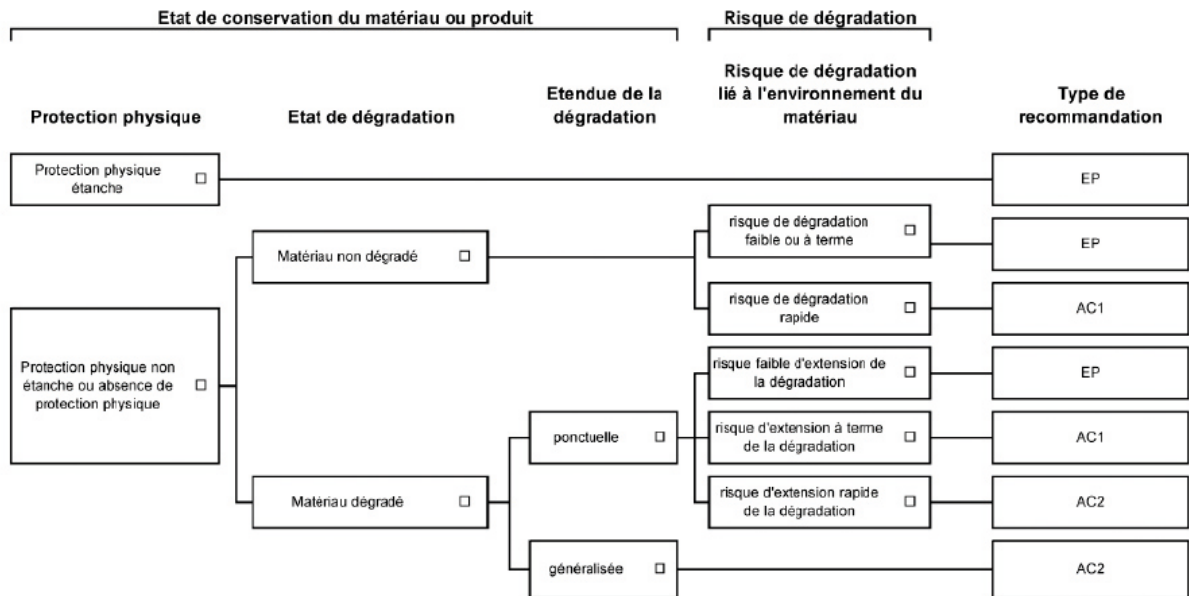 Etat de conservation du matériau ou produit
Risque de dégradation
Protection physique
Etat de dégradation
Etendue de la
dégradation
Risque de dégradation
lié à l'environnement du
matériau
Type de
recommandation
Protection physique
étanche
EP
Matériau non dégradé
risque de dégradation
faible ou à terme
EP
risque de dégradation
rapide
AC1
Protection physique non
étanche ou absence de
protection physique
risque faible d'extension de
la dégradation
EP
ponctuelle
risque d'extension à terme
de la dégradation
AC1
Matériau dégradé
risque d'extension rapide
de la dégradation
AC2
généralisée
AC2